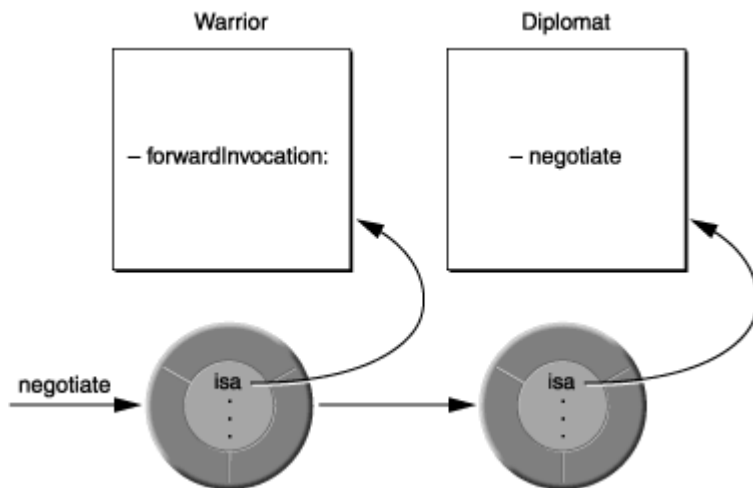 Warrior
Diplomat
– forwardInvocation:
– negotiate
negotiate
isa
isa